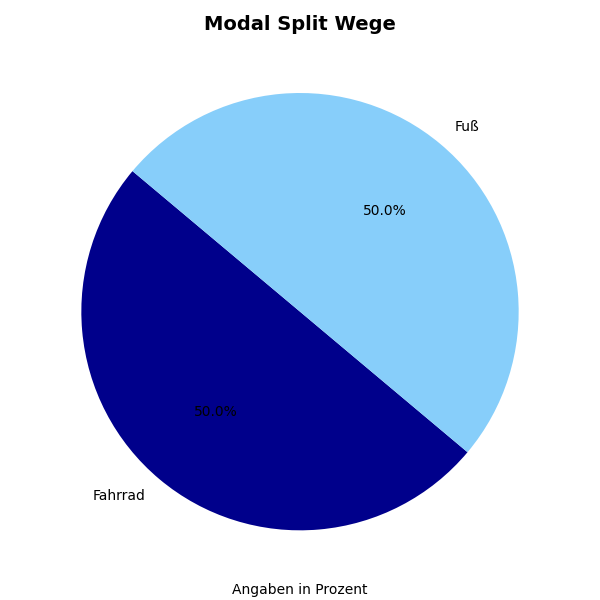 Modal Split Wege
Fuß
50.0%
50.0%
Fahrrad
Angaben in Prozent